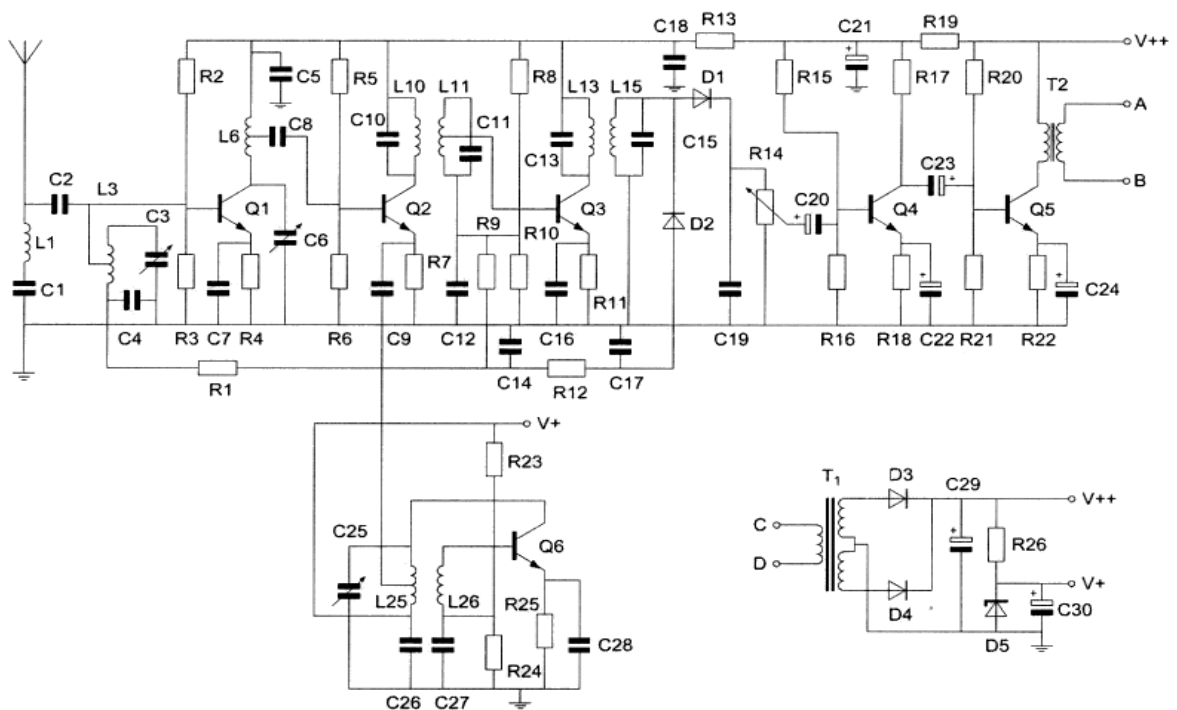 C18 R13 C21 R19
V++
R2 C5 R5 L10 L11 R8 L13 L15 D1 R15 R17 R20 T2
A
L6 C8 C10 C11 C13 C15 R14 C23
C2 L3 C3 Q1 Q2 Q3 D2 C20 Q4 Q5 B
L1 C6 R9 R10
C1 R7 R11 C24
C4 R3 C7 R4 R6 C9 C12 C16 C19 R16 R18 C22 R21 R22
R1 C14 R12 C17
V+
R23
T1 D3 C29 V++
C25 Q6 C D R26
L25 L26 R25 D4 V+
C30
R24 C28 D5
C26 C27